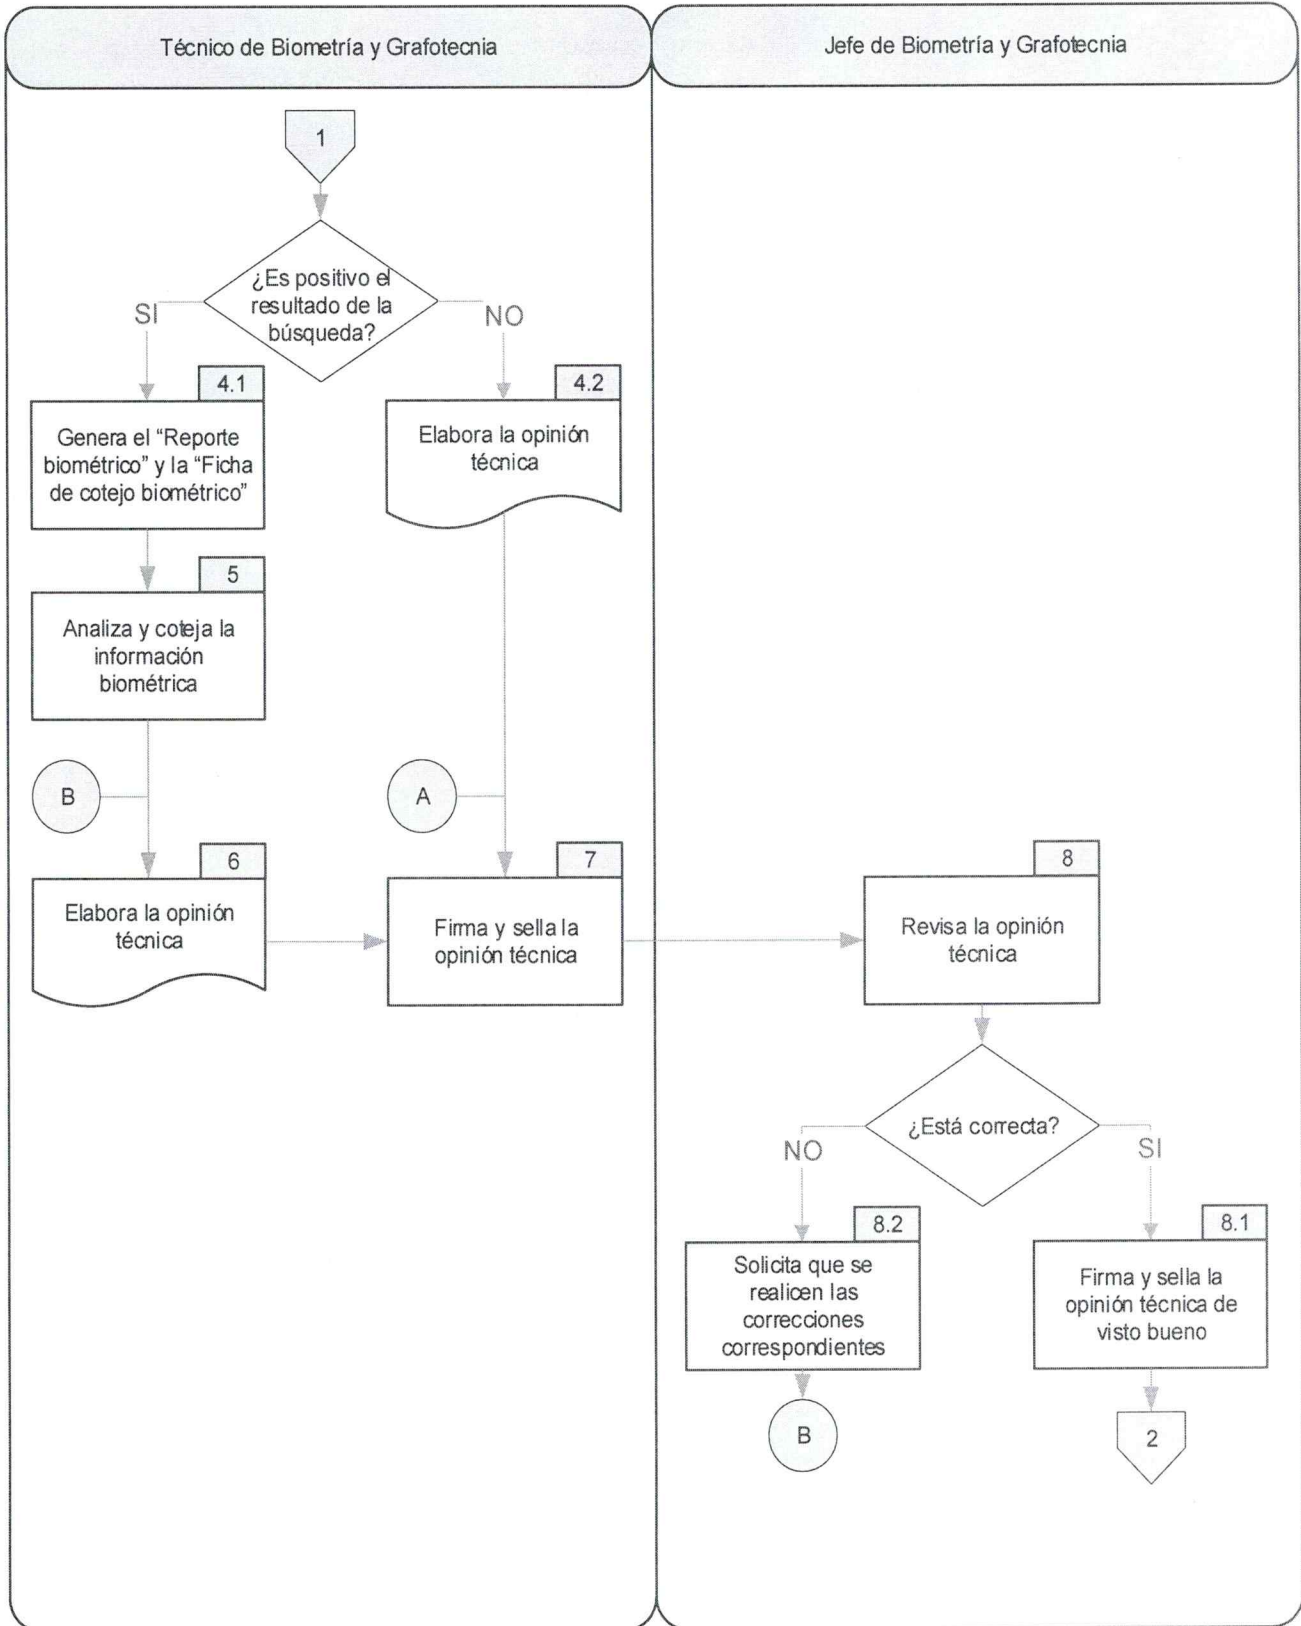 Técnico de Biometría y Grafotecnia
Jefe de Biometría y Grafotecnia
1
¿Es positivo el
resultado de la
búsqueda?
SI
NO
4.1
Genera el “Reporte
biométrico” y la “Ficha
de cotejo biométrico”
4.2
Elabora la opinión
técnica
5
Analiza y coteja la
información
biométrica
B
A
6
Elabora la opinión
técnica
7
Firma y sella la
opinión técnica
8
Revisa la opinión
técnica
¿Está correcta?
NO
SI
8.2
Solicita que se
realicen las
correcciones
correspondientes
8.1
Firma y sella la
opinión técnica de
visto bueno
B
2